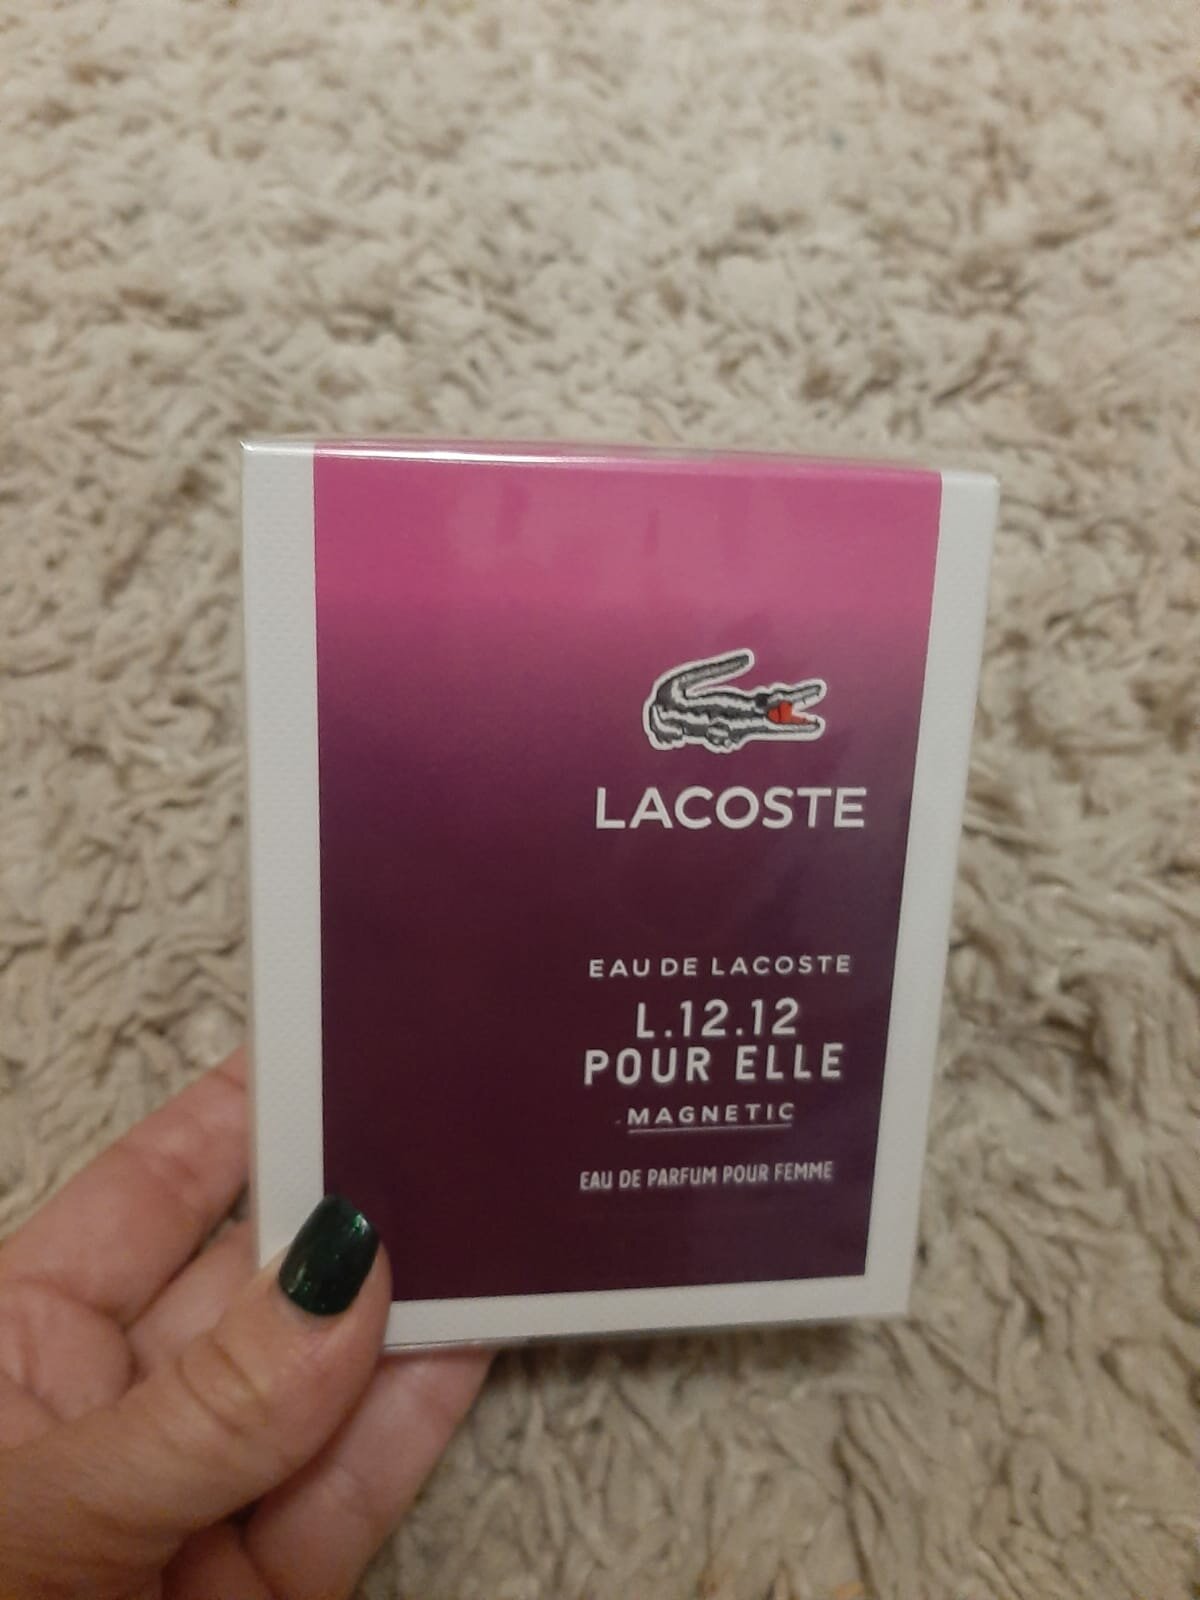 LACOSTE
EAU DE LACOSTE
L.12.12
POUR ELLE
MAGNETIC
EAU DE PARFUM POUR FEMME